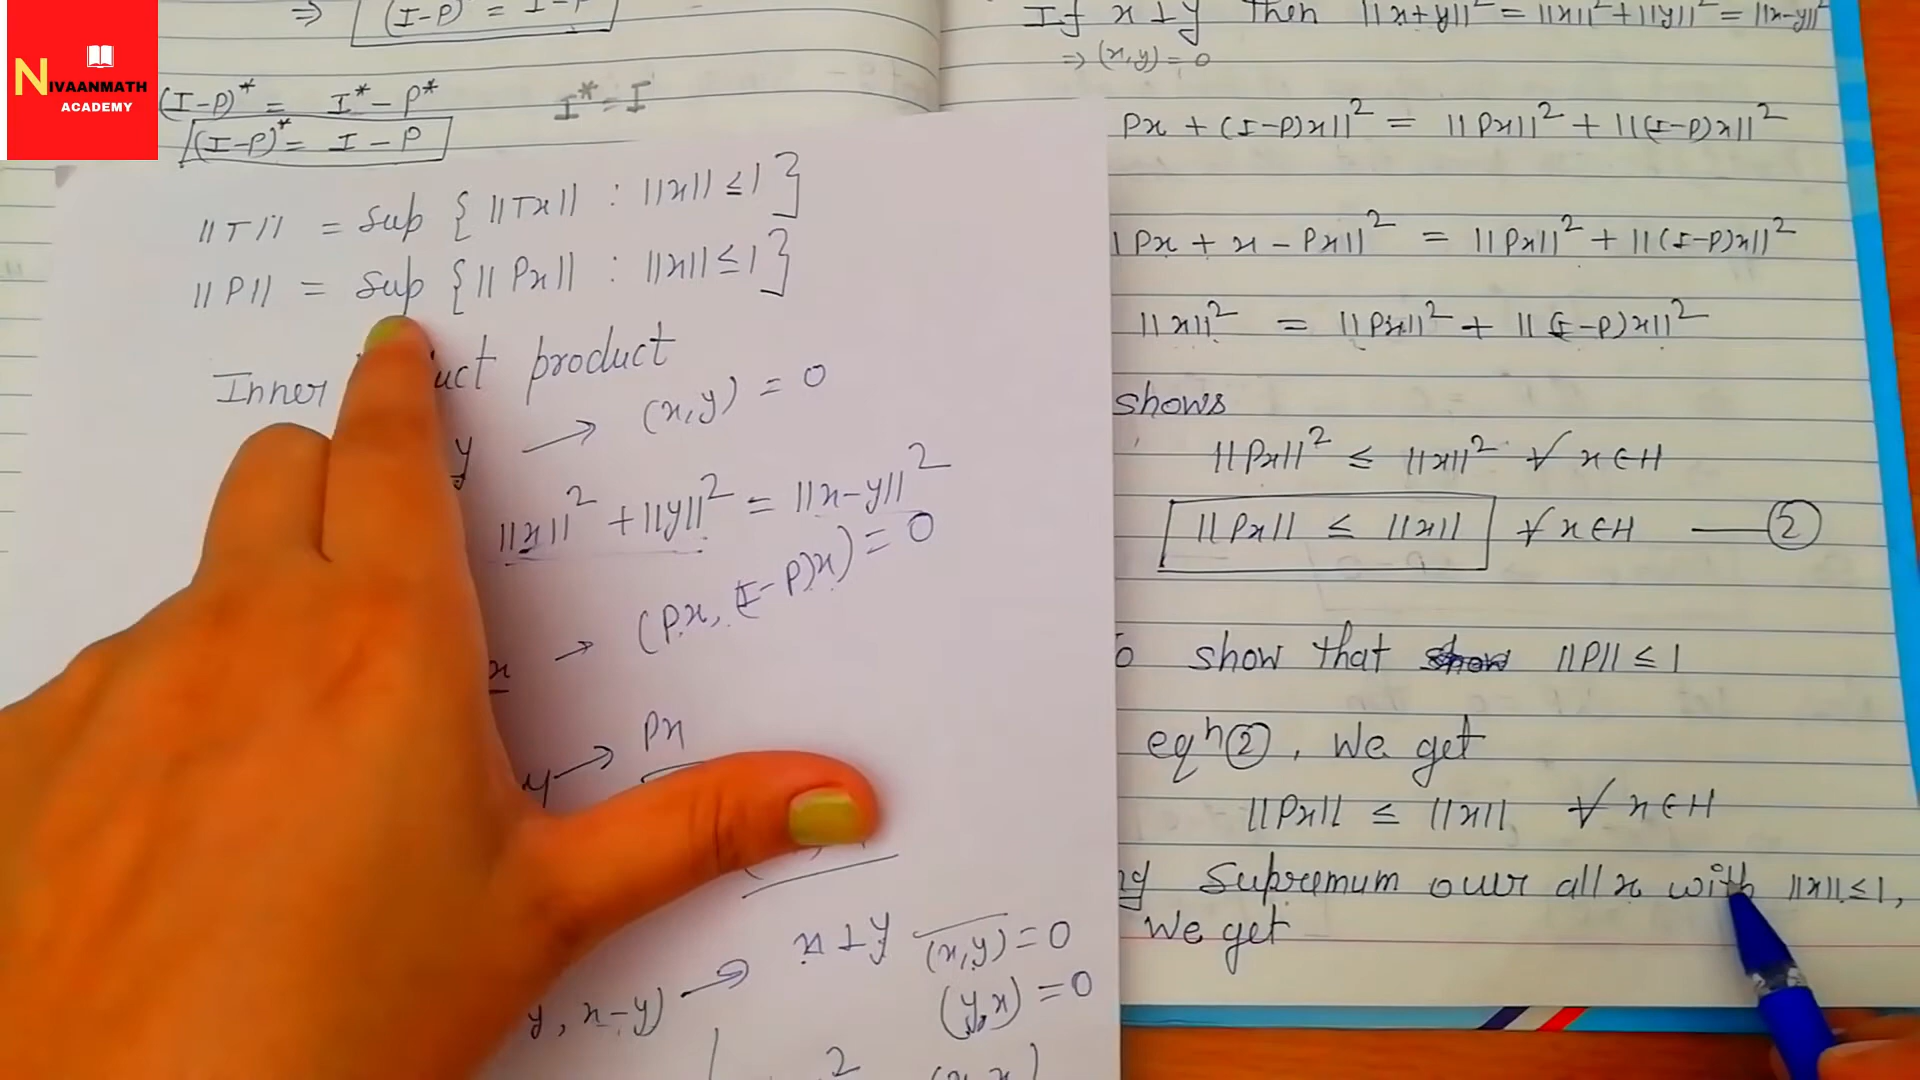 NIVAANMATH
ACADEMY
⇒ (I-P) = I-P
(I-P)* = I* - P* I* = I
(I-P)* = I - P
||T|| = Sup { ||Tx|| : ||x|| ≤ 1 }
||P|| = Sup { ||Px|| : ||x|| ≤ 1 }
Inner uct product
y → (x,y) = 0
||x||² + ||y||² = ||x-y||²
x → (Px, (I-P)x) = 0
y → Px
y, x-y) → x ⊥ y (x,y) = 0
(y,x) = 0
2
If x ⊥ y then ||x+y||² = ||x||² + ||y||² = ||x-y||²
⇒ (x,y) = 0
Px + (I-P)x||² = ||Px||² + ||(I-P)x||²
|Px + x - Px||² = ||Px||² + ||(I-P)x||²
||x||² = ||Px||² + ||(I-P)x||²
shows
||Px||² ≤ ||x||² ∀ x ∈ H
||Px|| ≤ ||x|| ∀ x ∈ H — ②
o show that ||P|| ≤ 1
eqⁿ ②, We get
||Px|| ≤ ||x|| ∀ x ∈ H
ng Supremum over all x with ||x|| ≤ 1,
We get